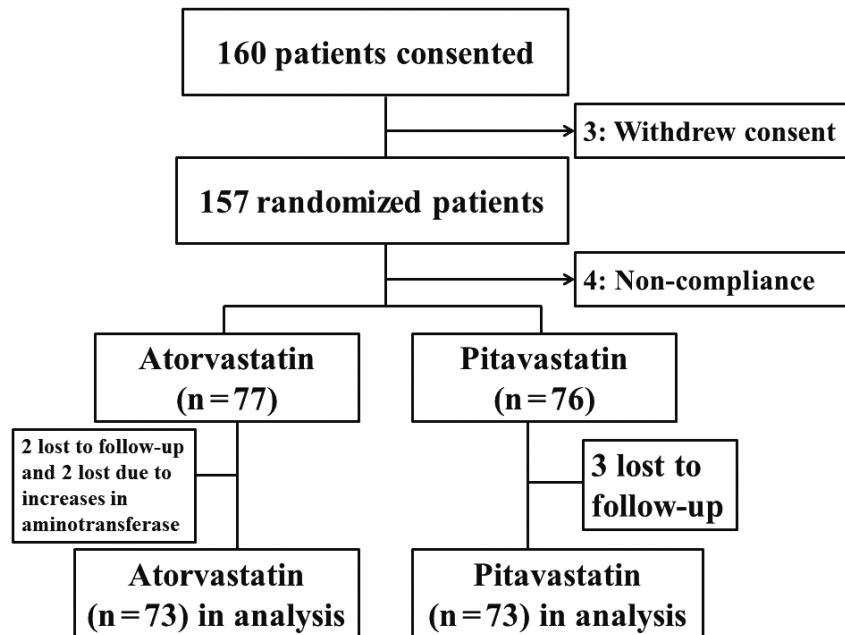 160 patients consented
3: Withdrew consent
157 randomized patients
4: Non-compliance
Atorvastatin
(n=77)
Pitavastatin
(n=76)
2 lost to follow-up
and 2 lost due to
increases in
aminotransferase
3 lost to
follow-up
Atorvastatin
(n=73) in analysis
Pitavastatin
(n=73) in analysis